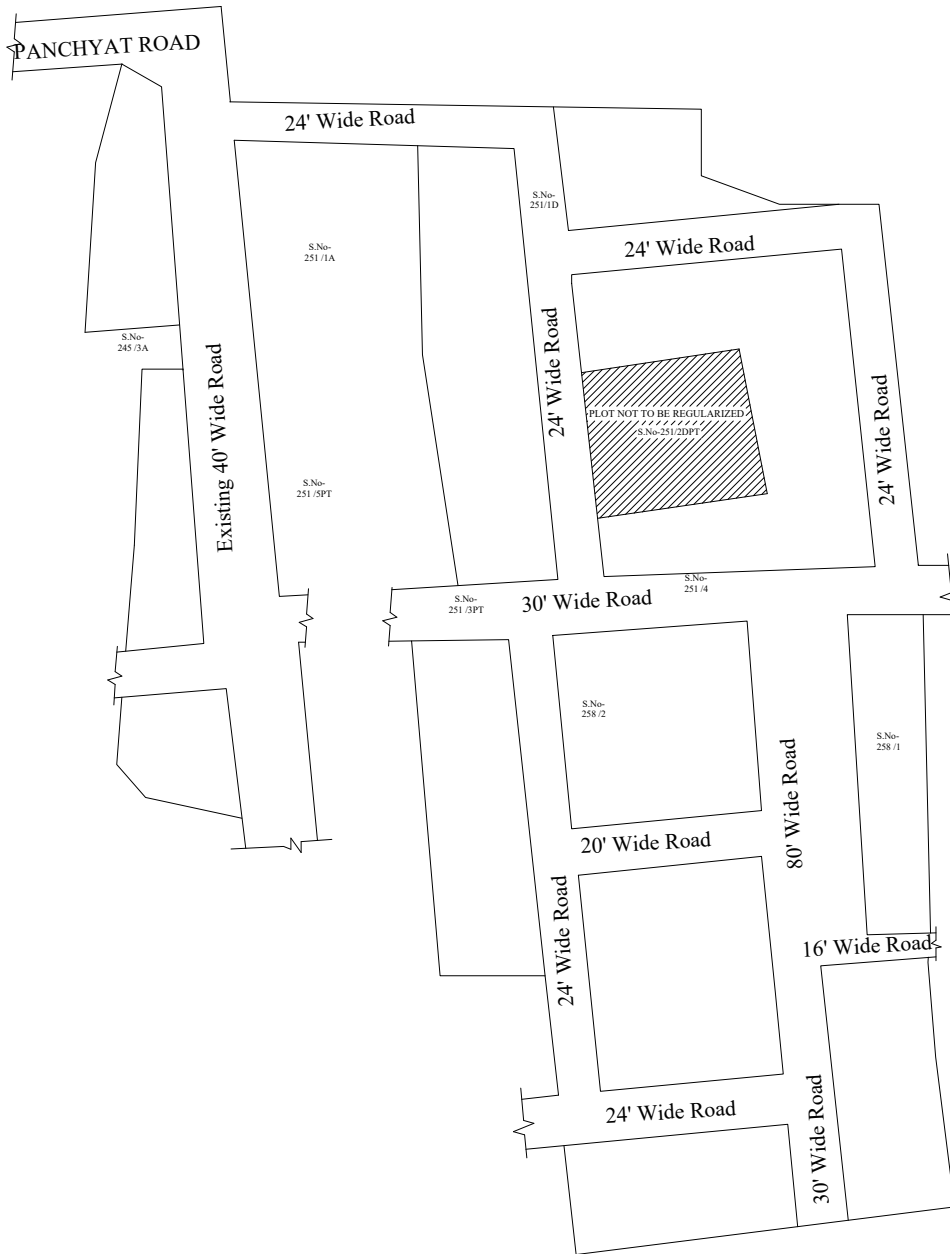 PANCHYAT ROAD
24' Wide Road
S.No-
251/1D
S.No-
251 /1A
24' Wide Road
S.No-
245 /3A
Existing 40' Wide Road
24' Wide Road
24' Wide Road
PLOT NOT TO BE REGULARIZED
S.No-251/2DPT
S.No-
251 /5PT
S.No-
251 /4
S.No-
251 /3PT
30' Wide Road
S.No-
258 /2
S.No-
258 /1
80' Wide Road
20' Wide Road
24' Wide Road
16' Wide Road
24' Wide Road
30' Wide Road